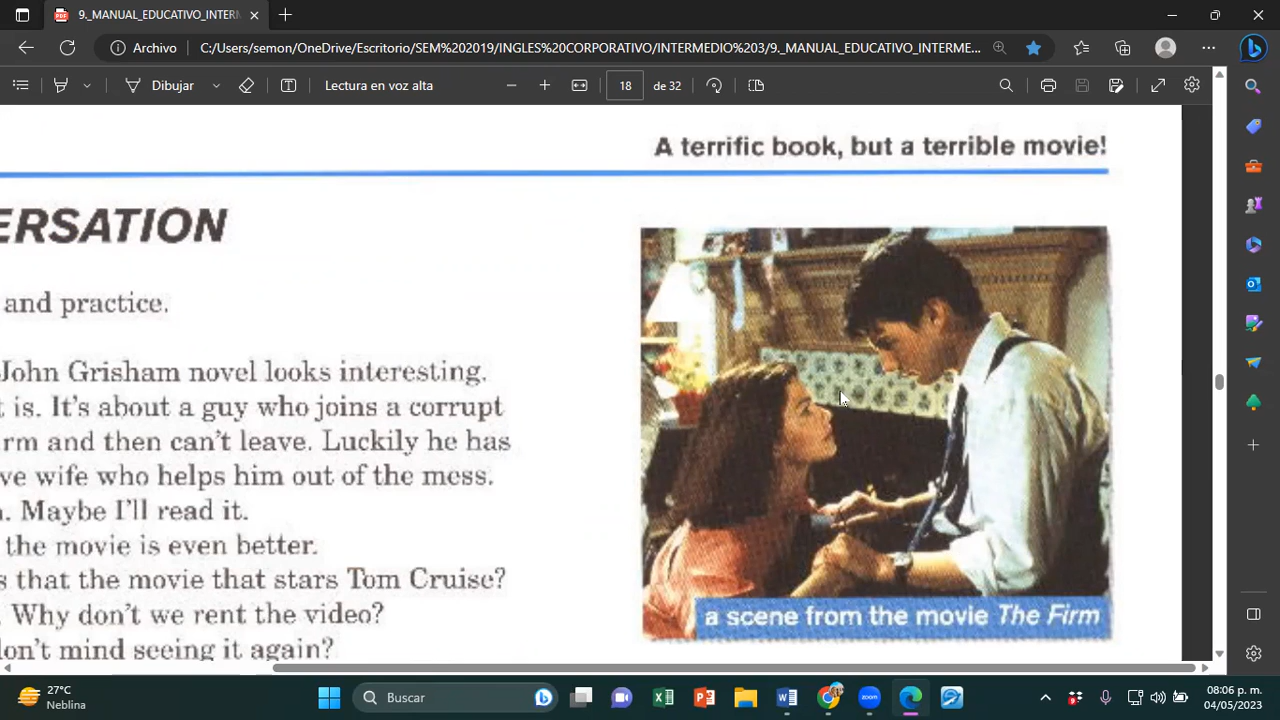 9._MANUAL_EDUCATIVO_INTERM
Archivo
C:/Users/semon/OneDrive/Escritorio/SEM%202019/INGLES%20CORPORATIVO/INTERMEDIO%203/9._MANUAL_EDUCATIVO_INTERME...
Dibujar
Lectura en voz alta
18
de 32
A terrific book, but a terrible movie!
ERSATION
and practice.
John Grisham novel looks interesting.
t is. It's about a guy who joins a corrupt
rm and then can't leave. Luckily he has
ve wife who helps him out of the mess.
. Maybe I'll read it.
the movie is even better.
s that the movie that stars Tom Cruise?
. Why don't we rent the video?
lon't mind seeing it again?
a scene from the movie The Firm
27°C
Neblina
Buscar
zoom
9
08:06 p. m.
04/05/2023